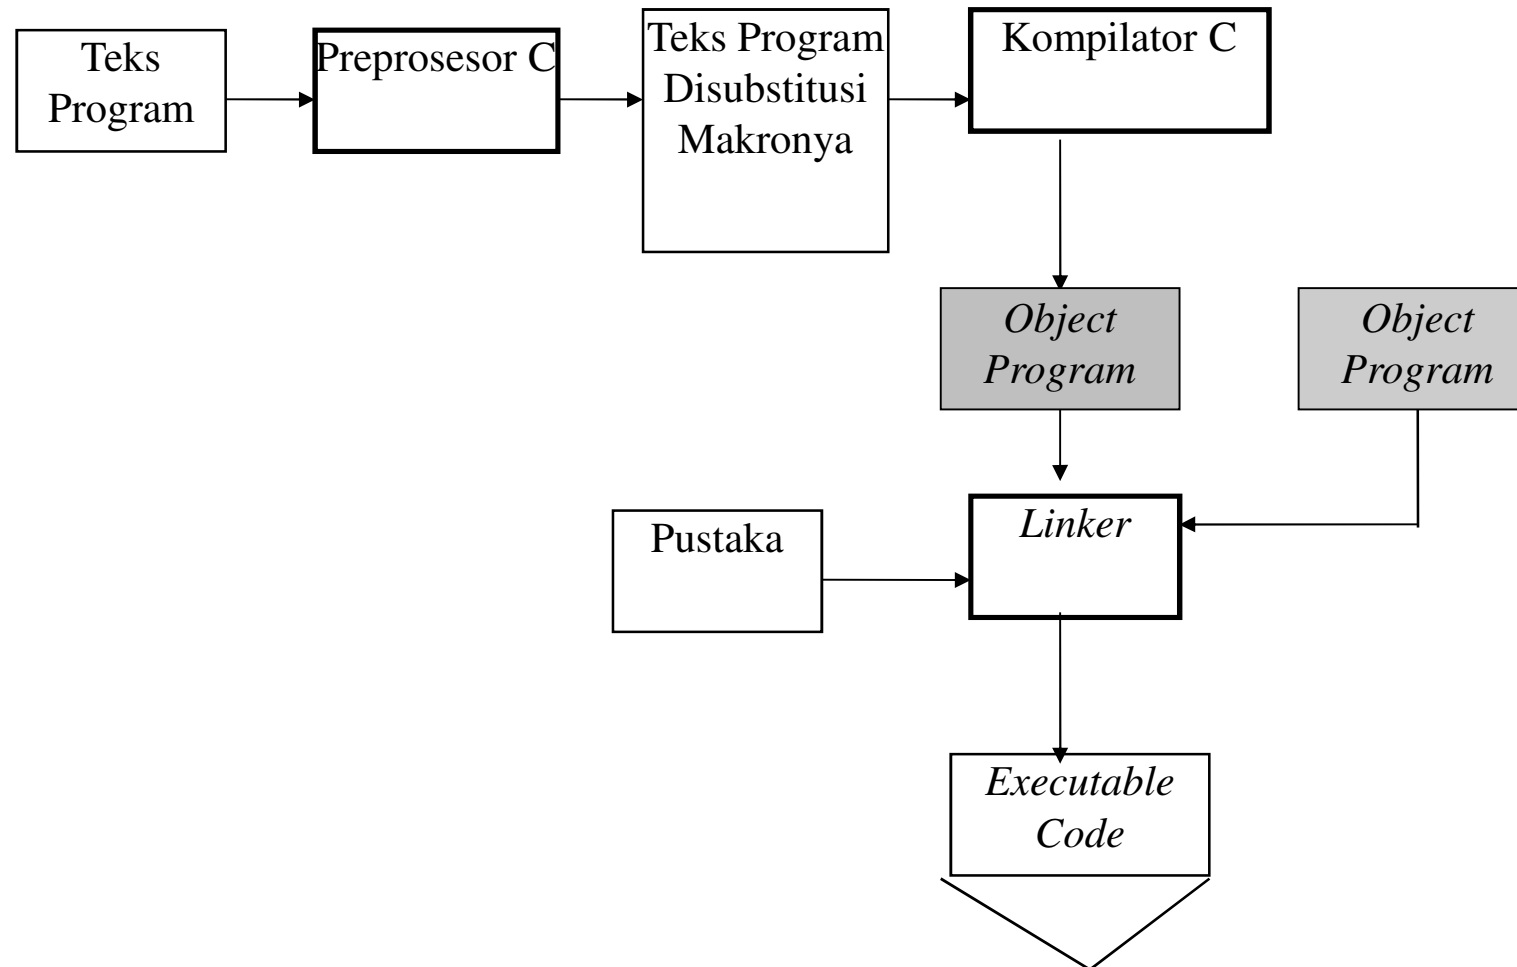 Teks
Program
Preprosesor C
Teks Program
Disubstitusi
Makronya
Kompilator C
Object
Program
Object
Program
Pustaka
Linker
Executable
Code